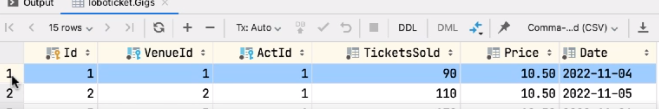 Output loboticket.Gigs
15 rows Tx: Auto DDL DML Comma-...d (CSV)
Id VenueId ActId TicketsSold Price Date
1 1 1 1 90 10.50 2022-11-04
2 2 2 1 110 10.50 2022-11-05